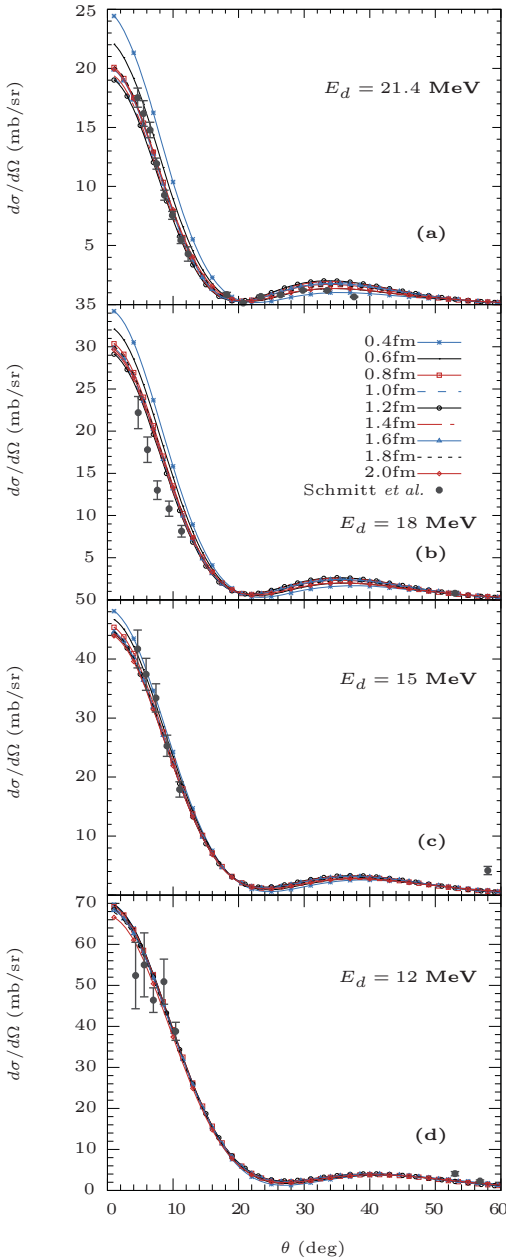 25
20
dσ/dΩ (mb/sr)
E_d = 21.4 MeV
15
10
(a)
5
35
30
0.4fm
0.6fm
25
0.8fm
1.0fm
dσ/dΩ (mb/sr)
20
1.2fm
1.4fm
1.6fm
15
1.8fm
2.0fm
Schmitt et al.
10
E_d = 18 MeV
(b)
5
50
40
dσ/dΩ (mb/sr)
E_d = 15 MeV
30
20
10
(c)
70
60
dσ/dΩ (mb/sr)
E_d = 12 MeV
50
40
30
20
(d)
10
0
0 10 20 30 40 50 60
θ (deg)